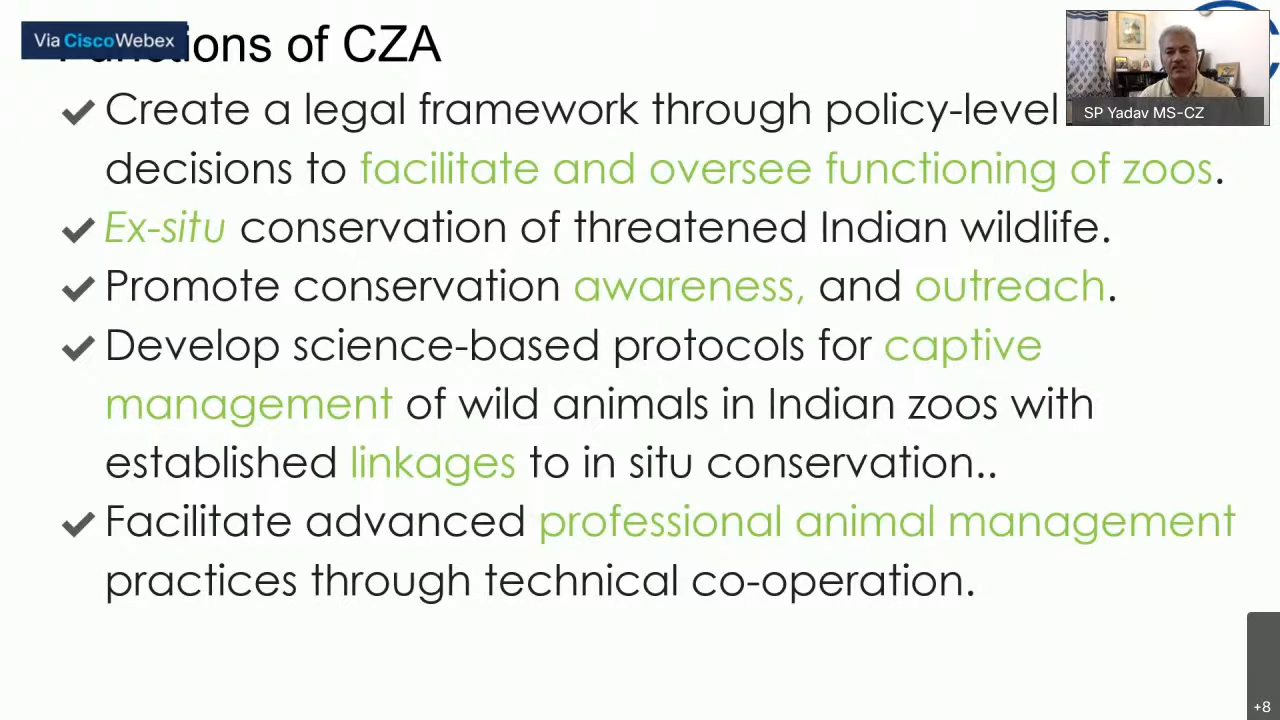 Via CiscoWebex
Functions of CZA
SP Yadav MS-CZ
Create a legal framework through policy-level
decisions to facilitate and oversee functioning of zoos.
Ex-situ conservation of threatened Indian wildlife.
Promote conservation awareness, and outreach.
Develop science-based protocols for captive
management of wild animals in Indian zoos with
established linkages to in situ conservation..
Facilitate advanced professional animal management
practices through technical co-operation.
+8